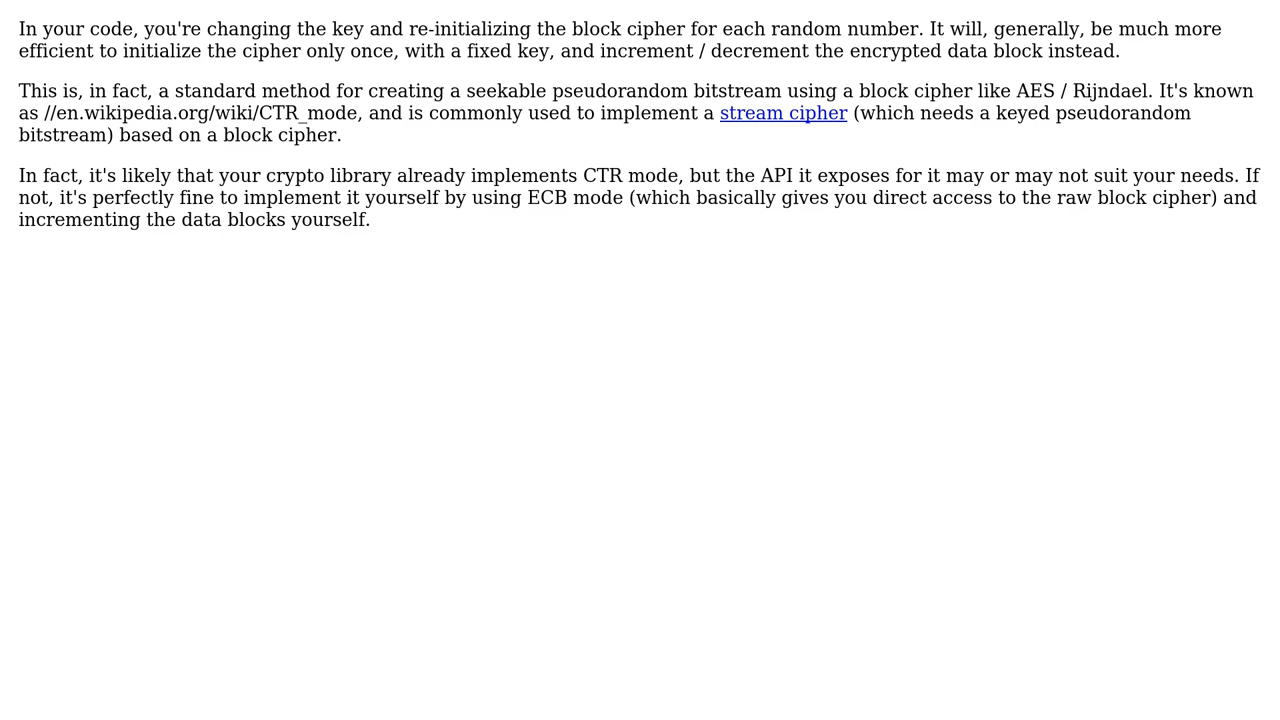 In your code, you're changing the key and re-initializing the block cipher for each random number. It will, generally, be much more
efficient to initialize the cipher only once, with a fixed key, and increment / decrement the encrypted data block instead.
This is, in fact, a standard method for creating a seekable pseudorandom bitstream using a block cipher like AES / Rijndael. It's known
as //en.wikipedia.org/wiki/CTR_mode, and is commonly used to implement a stream cipher (which needs a keyed pseudorandom
bitstream) based on a block cipher.
In fact, it's likely that your crypto library already implements CTR mode, but the API it exposes for it may or may not suit your needs. If
not, it's perfectly fine to implement it yourself by using ECB mode (which basically gives you direct access to the raw block cipher) and
incrementing the data blocks yourself.